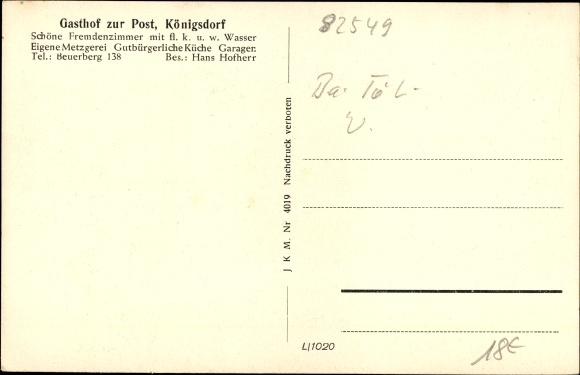 Gasthof zur Post, Königsdorf
Schöne Fremdenzimmer mit fl. k. u. w. Wasser
Eigene Metzgerei Gutbürgerliche Küche Garagen
Tel.: Beuerberg 138 Bes.: Hans Hofherr
J K M. Nr 4019 Nachdruck verboten
82549
L/1020
18€